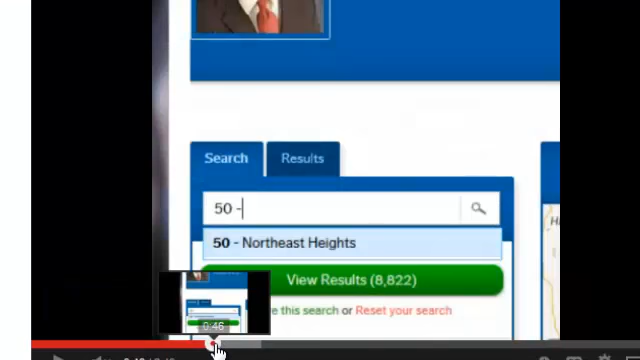 Search Results
50 -
50 - Northeast Heights
View Results (8,822)
this search or Reset your search
0:46